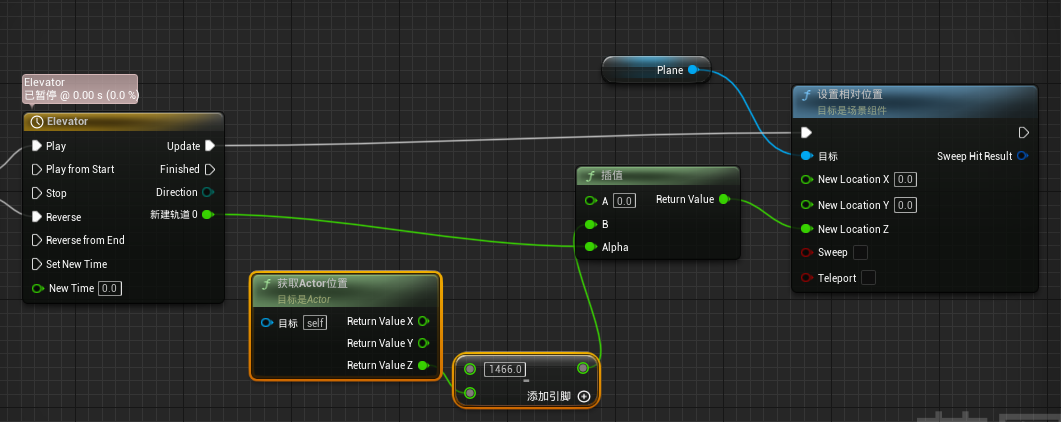 Elevator
已暂停 @ 0.00 s (0.0 %)
Elevator
Play
Update
Play from Start
Finished
Stop
Direction
Reverse
新建轨道 0
Reverse from End
Set New Time
New Time 0.0
获取Actor位置
目标是Actor
目标 self
Return Value X
Return Value Y
Return Value Z
1466.0
添加引脚
插值
A 0.0
Return Value
B
Alpha
Plane
设置相对位置
目标是场景组件
目标
Sweep Hit Result
New Location X 0.0
New Location Y 0.0
New Location Z
Sweep
Teleport